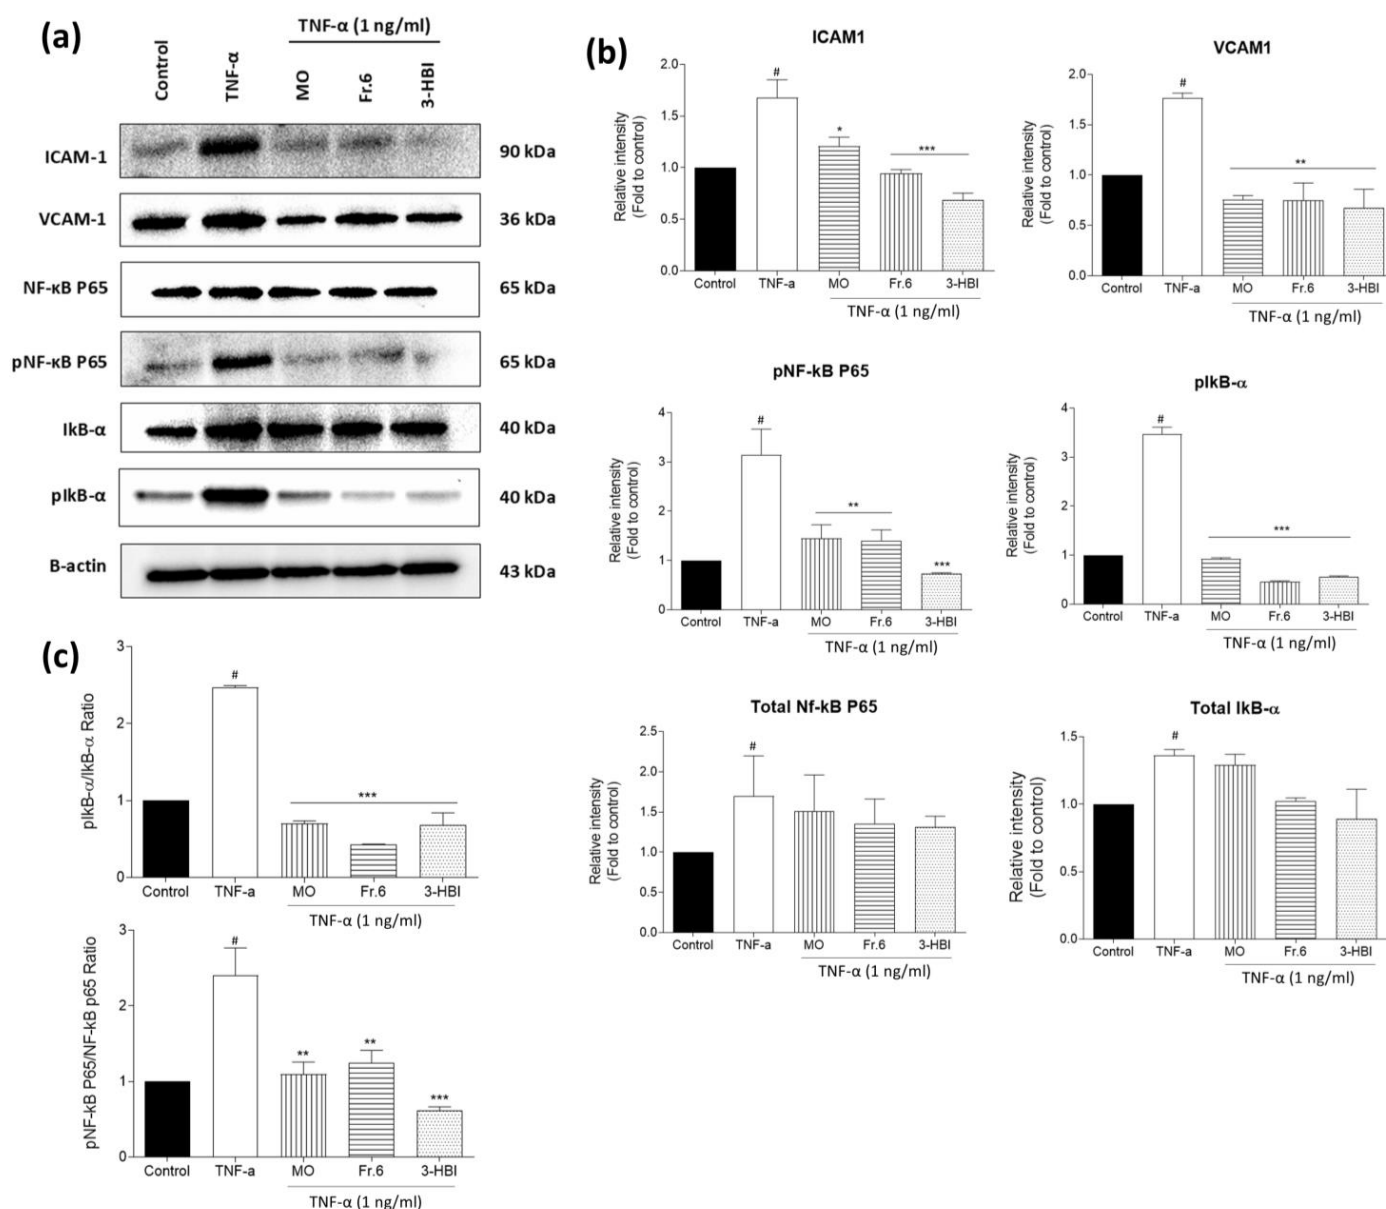 (a)
TNF-α (1 ng/ml)
Control
TNF-α
MO
Fr.6
3-HBI
ICAM-1
90 kDa
VCAM-1
36 kDa
NF-κB P65
65 kDa
pNF-κB P65
65 kDa
IkB-α
40 kDa
pIkB-α
40 kDa
B-actin
43 kDa
(b)
ICAM1
Relative intensity
(Fold to control)
2.0
1.5
1.0
0.5
0.0
#
*
***
Control TNF-a MO Fr.6 3-HBI
TNF-α (1 ng/ml)
VCAM1
Relative intensity
(Fold to control)
2.0
1.5
1.0
0.5
0.0
#
**
Control TNF-a MO Fr.6 3-HBI
TNF-α (1 ng/ml)
pNF-kB P65
Relative intensity
(Fold to control)
4
3
2
1
0
#
**
***
Control TNF-a MO Fr.6 3-HBI
TNF-α (1 ng/ml)
pIkB-α
Relative intensity
(Fold to control)
4
3
2
1
0
#
***
Control TNF-a MO Fr.6 3-HBI
TNF-α (1 ng/ml)
Total Nf-kB P65
Relative intensity
(Fold to control)
2.5
2.0
1.5
1.0
0.5
0.0
#
Control TNF-a MO Fr.6 3-HBI
TNF-α (1 ng/ml)
Total IkB-α
Relative intensity
(Fold to control)
1.5
1.0
0.5
0.0
#
Control TNF-a MO Fr.6 3-HBI
TNF-α (1 ng/ml)
(c)
pIkB-α/IkB-α Ratio
3
2
1
0
#
***
Control TNF-a MO Fr.6 3-HBI
TNF-α (1 ng/ml)
pNF-kB P65/NF-kB p65 Ratio
3
2
1
0
#
**
**
***
Control TNF-a MO Fr.6 3-HBI
TNF-α (1 ng/ml)